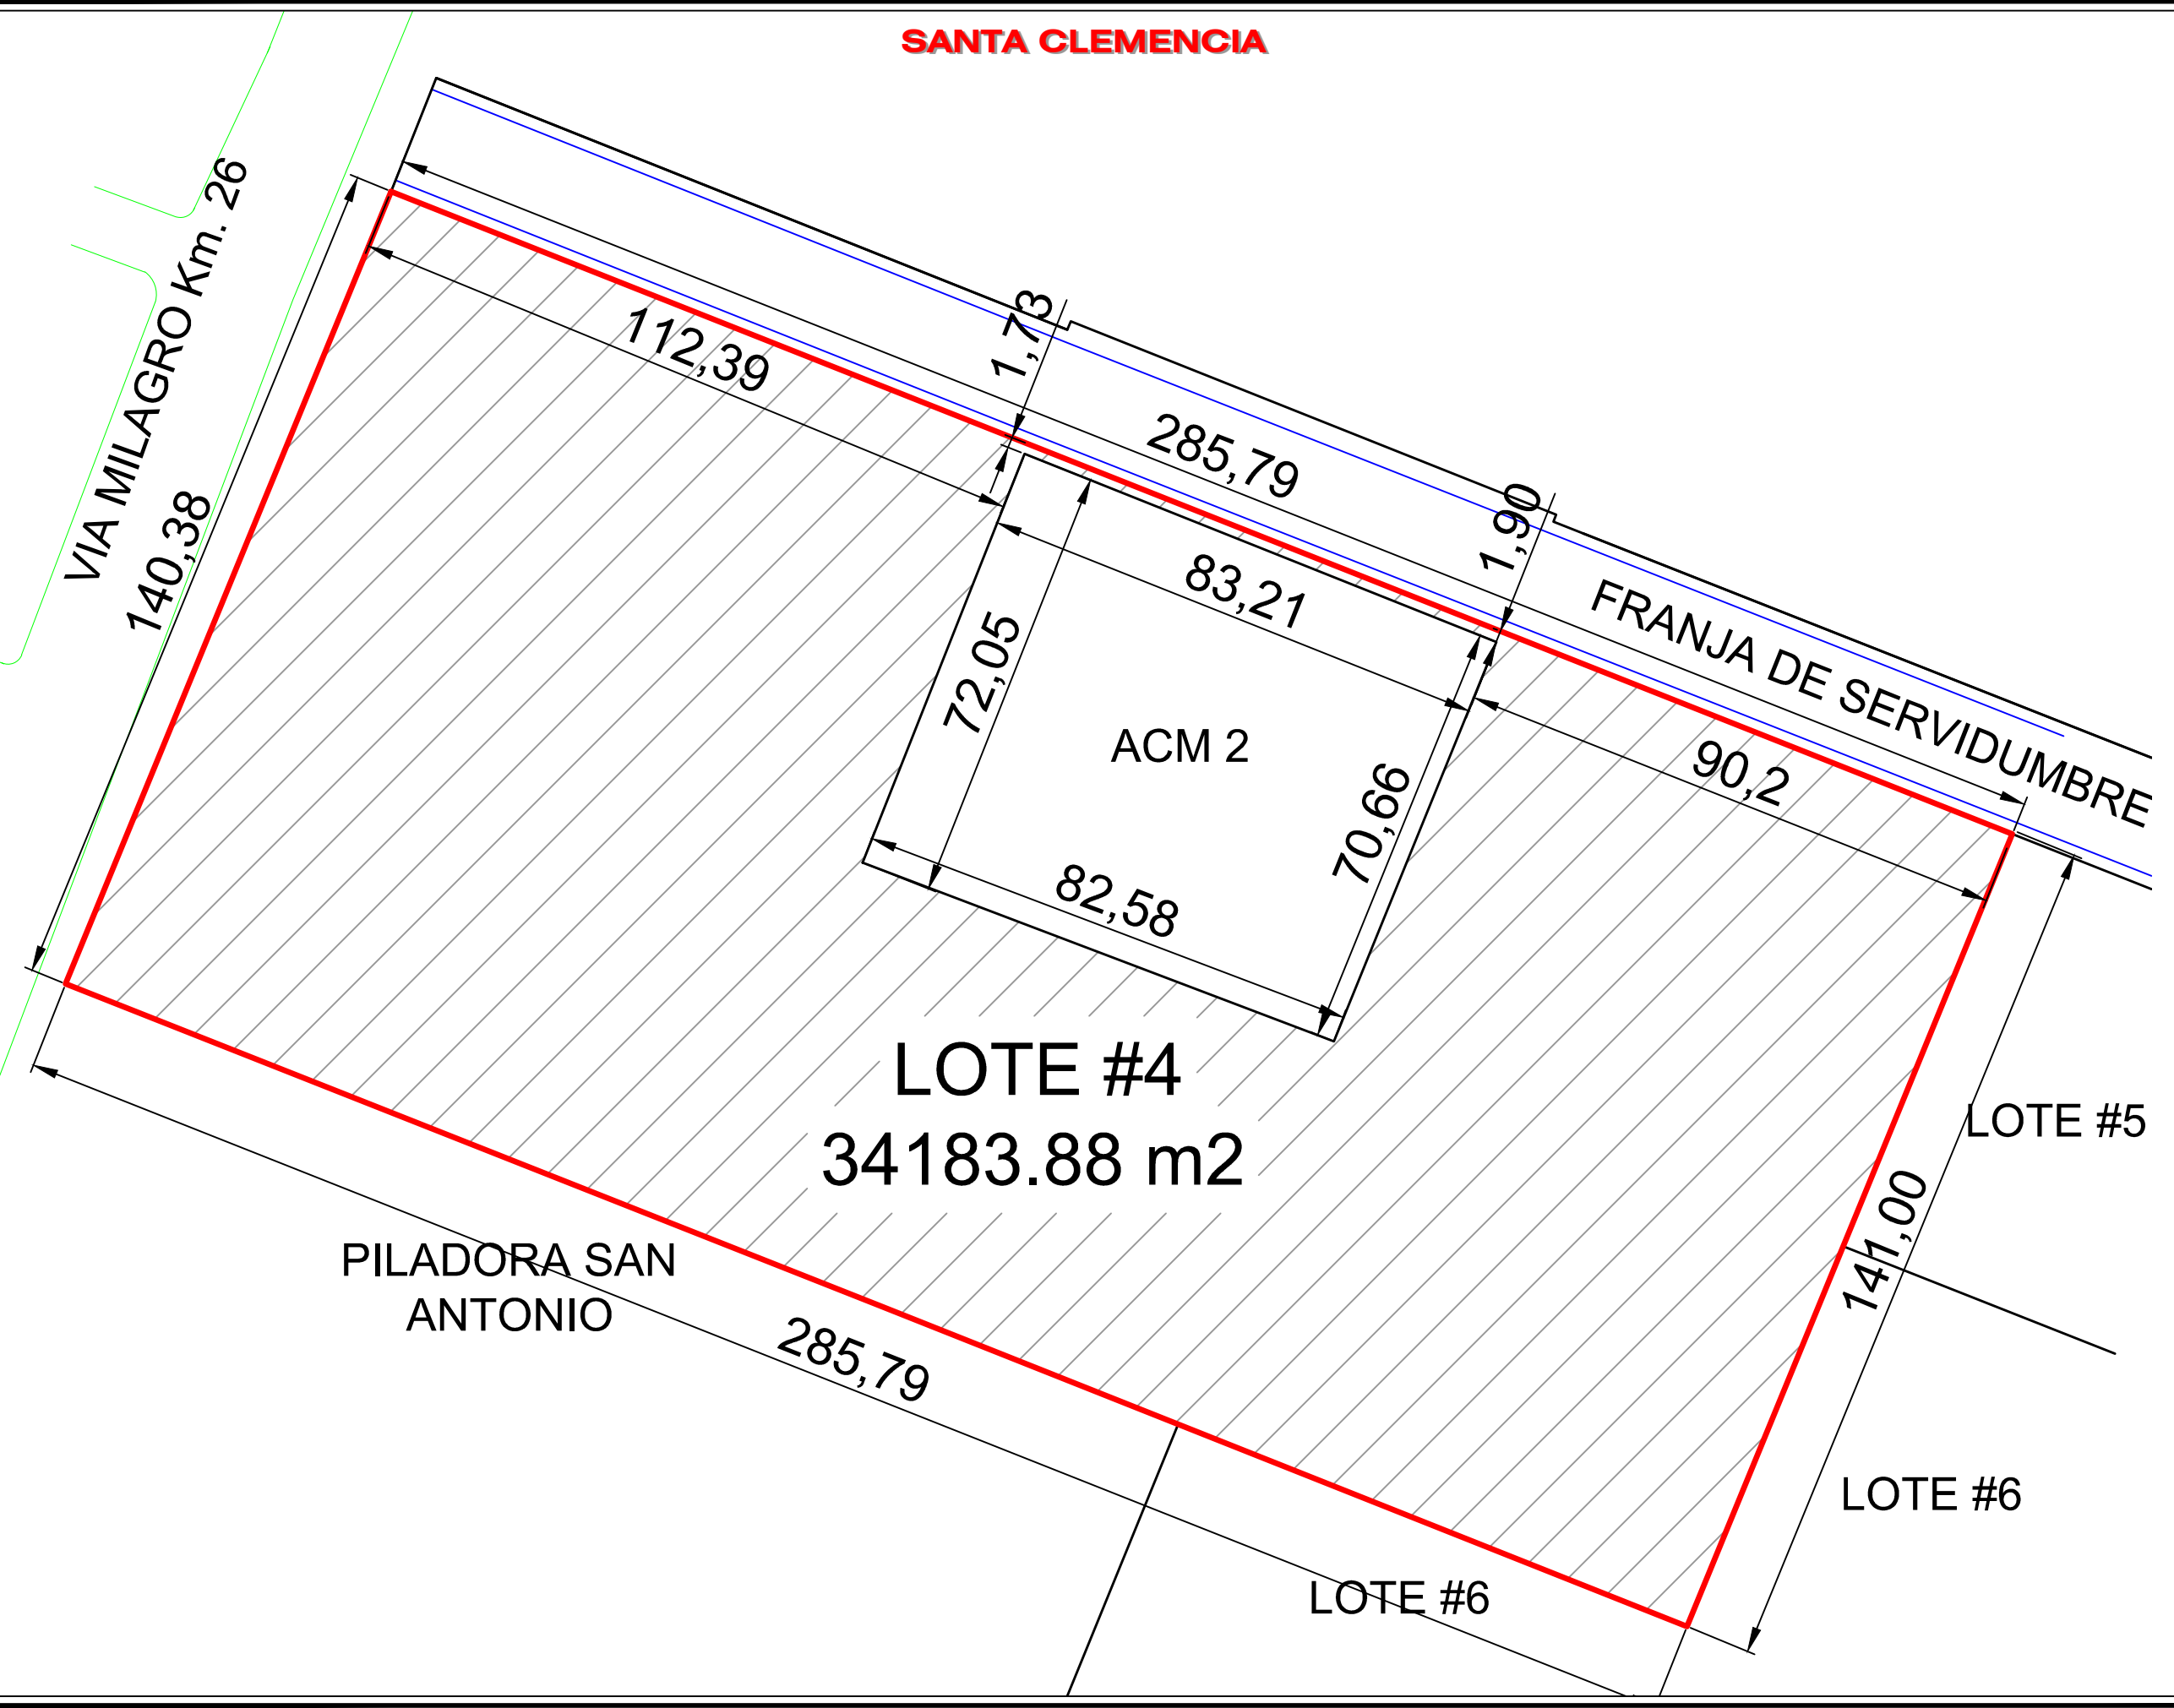 SANTA CLEMENCIA
VIA MILAGRO Km. 26
140,38
112,39
1,73
285,79
1,90
FRANJA DE SERVIDUMBRE
83,21
72,05
ACM 2
90,2
70,66
82,58
LOTE #4
34183.88 m2
LOTE #5
141,00
PILADORA SAN
ANTONIO
285,79
LOTE #6
LOTE #6